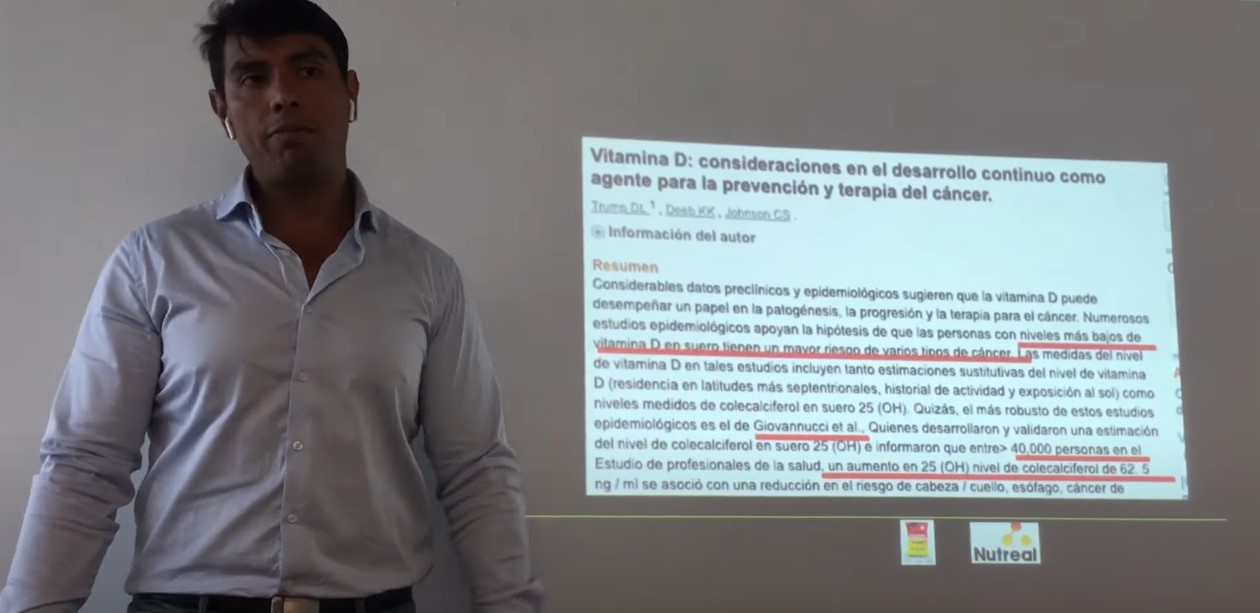 Vitamina D: consideraciones en el desarrollo continuo como
agente para la prevención y terapia del cáncer.
Trump DL 1 , Deeb KK , Johnson CS .
Información del autor
Resumen
Considerables datos preclínicos y epidemiológicos sugieren que la vitamina D puede
desempeñar un papel en la patogénesis, la progresión y la terapia para el cáncer. Numerosos
estudios epidemiológicos apoyan la hipótesis de que las personas con niveles más bajos de
vitamina D en suero tienen un mayor riesgo de varios tipos de cáncer. Las medidas del nivel
de vitamina D en tales estudios incluyen tanto estimaciones sustitutivas del nivel de vitamina
D (residencia en latitudes más septentrionales, historial de actividad y exposición al sol) como
niveles medidos de colecalciferol en suero 25 (OH). Quizás, el más robusto de estos estudios
epidemiológicos es el de Giovannucci et al., Quienes desarrollaron y validaron una estimación
del nivel de colecalciferol en suero 25 (OH) e informaron que entre> 40,000 personas en el
Estudio de profesionales de la salud, un aumento en 25 (OH) nivel de colecalciferol de 62. 5
ng / ml se asoció con una reducción en el riesgo de cabeza / cuello, esófago, cáncer de
Nutreal